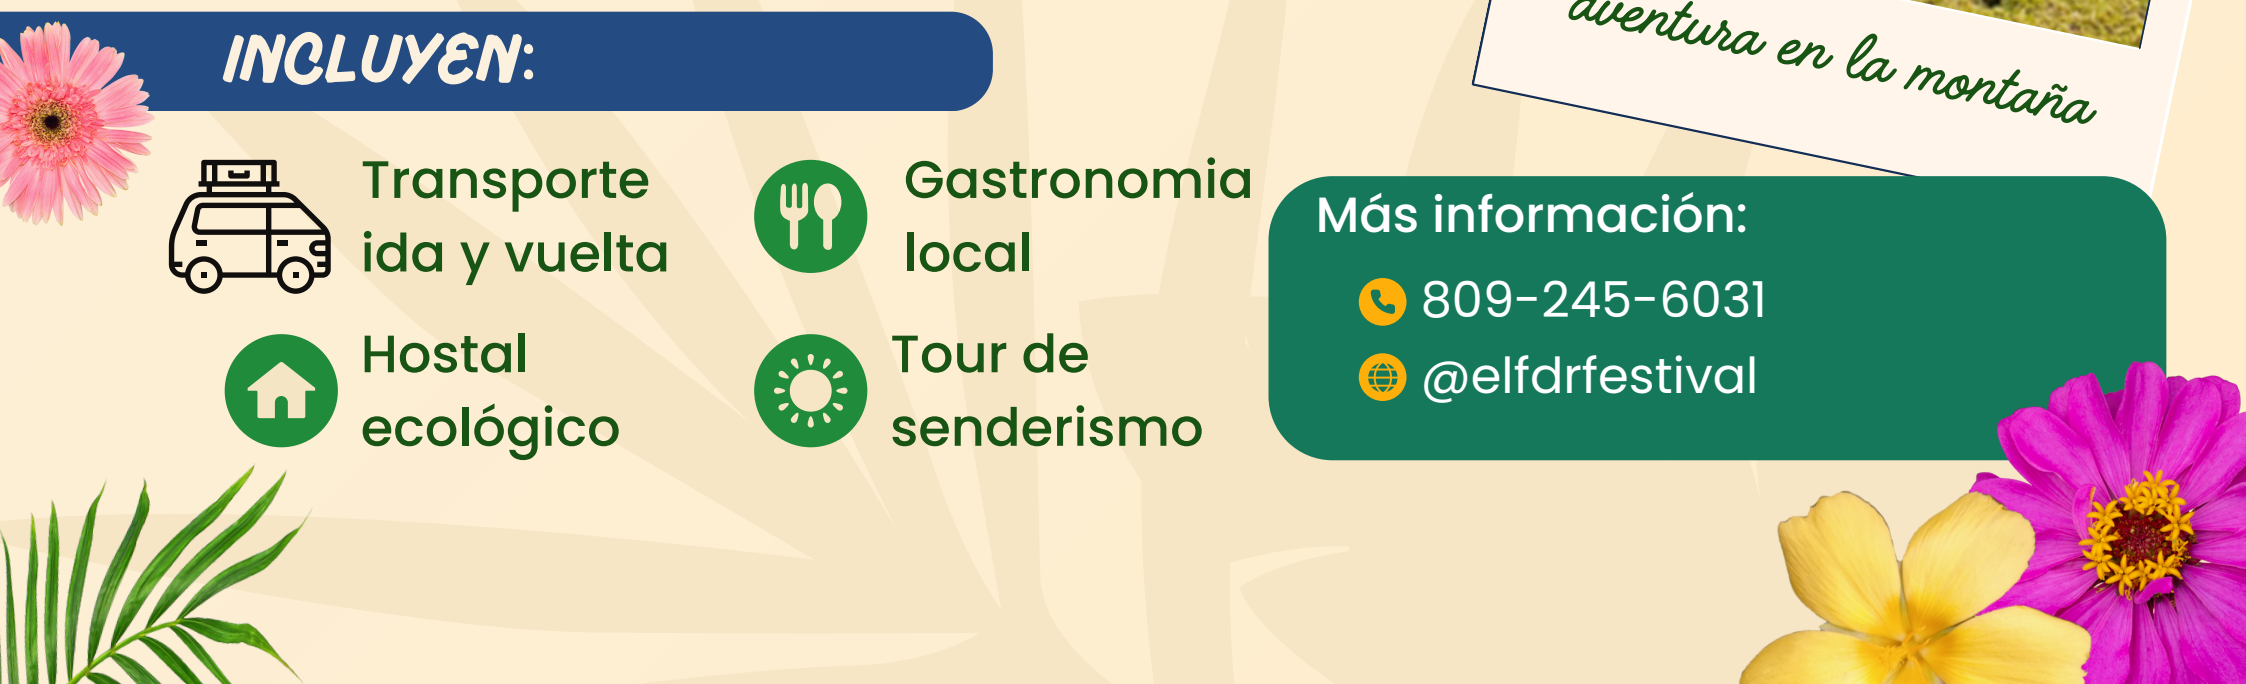 INCLUYEN:
aventura en la montaña
Transporte
ida y vuelta
Gastronomia
local
Hostal
ecológico
Tour de
senderismo
Más información:
809-245-6031
@elfdrfestival